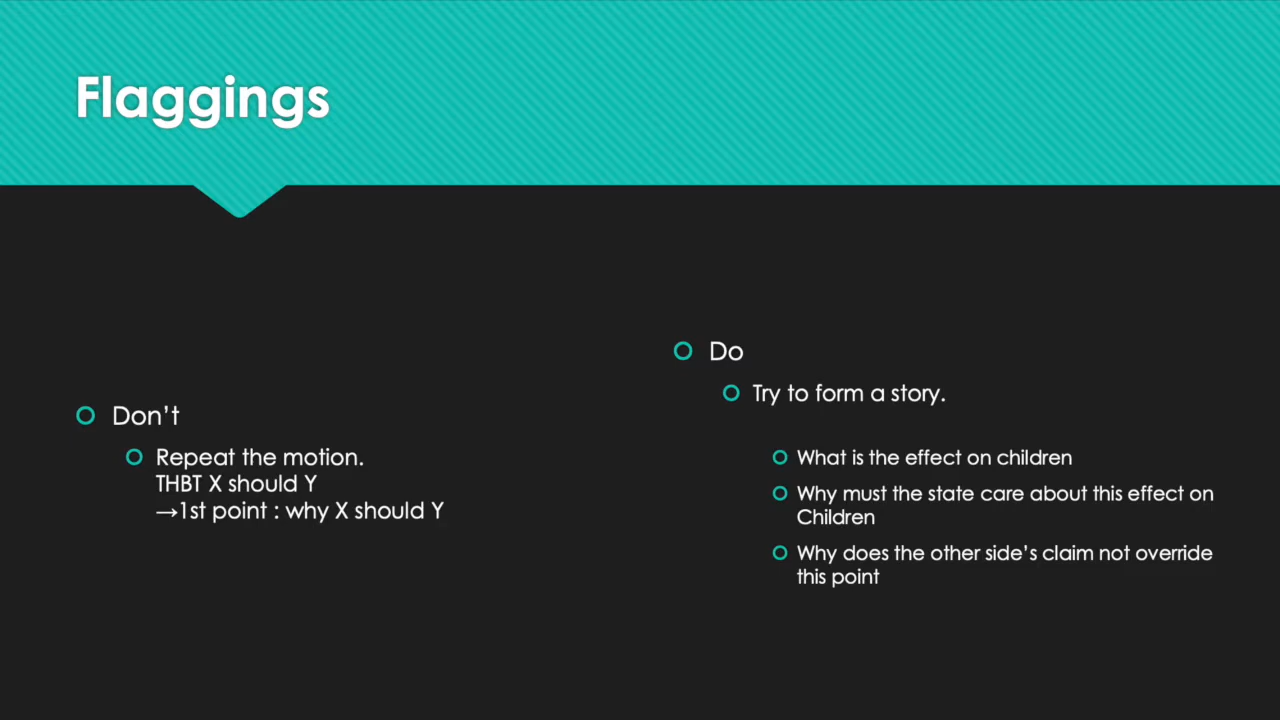 Flaggings
Don't
Repeat the motion.
THBT X should Y
→1st point : why X should Y
Do
Try to form a story.
What is the effect on children
Why must the state care about this effect on
Children
Why does the other side's claim not override
this point